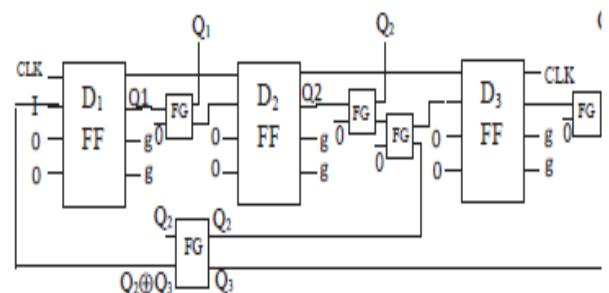 Q₁ Q₂
CLK CLK
D₁ Q1 D₂ Q2 D₃
I FG FG FG
0 0 0
FF FF FF
0 g 0 g FG 0 g
0
0 g 0 g 0 g
Q₂ Q₂
FG
Q₂⊕Q₃ Q₃